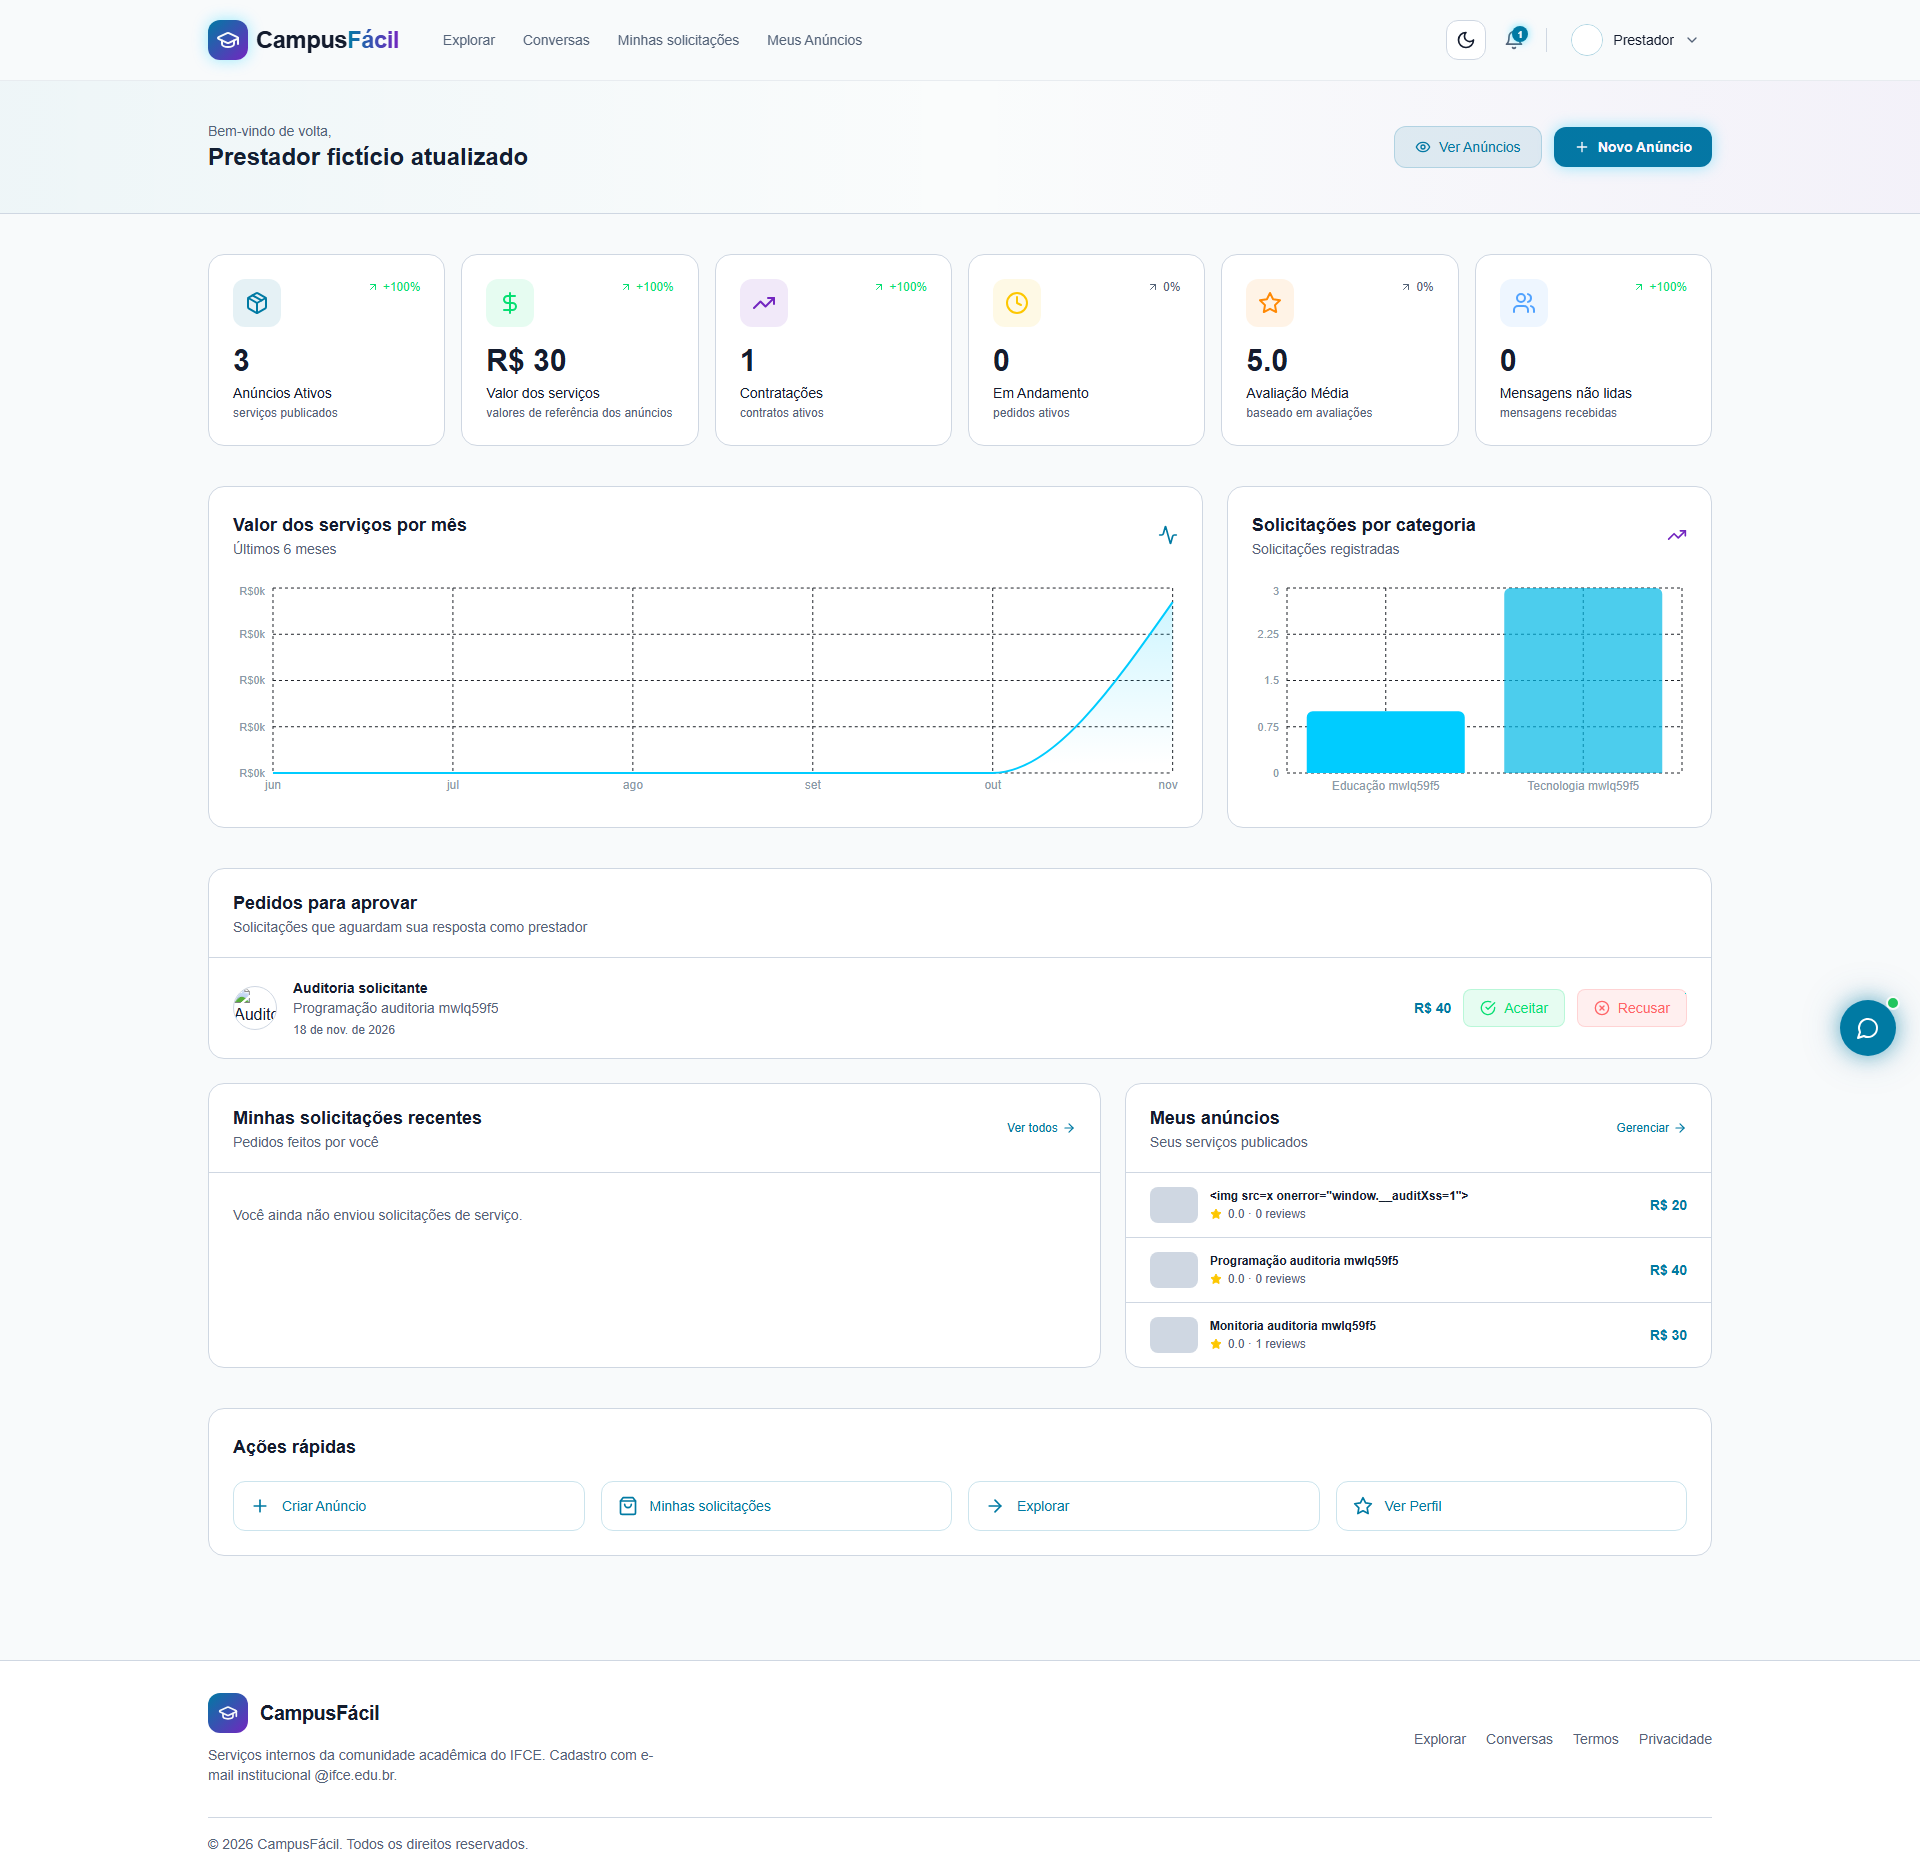 CampusFácil
Explorar
Conversas
Minhas solicitações
Meus Anúncios
1
Prestador
Bem-vindo de volta,
Prestador fictício atualizado
Ver Anúncios
Novo Anúncio
+100%
3
Anúncios Ativos
serviços publicados
+100%
R$ 30
Valor dos serviços
valores de referência dos anúncios
+100%
1
Contratações
contratos ativos
0%
0
Em Andamento
pedidos ativos
0%
5.0
Avaliação Média
baseado em avaliações
+100%
0
Mensagens não lidas
mensagens recebidas
Valor dos serviços por mês
Últimos 6 meses
R$0k
R$0k
R$0k
R$0k
R$0k
jun
jul
ago
set
out
nov
Solicitações por categoria
Solicitações registradas
3
2.25
1.5
0.75
0
Educação mwlq59f5
Tecnologia mwlq59f5
Pedidos para aprovar
Solicitações que aguardam sua resposta como prestador
Audito
Auditoria solicitante
Programação auditoria mwlq59f5
18 de nov. de 2026
R$ 40
Aceitar
Recusar
Minhas solicitações recentes
Pedidos feitos por você
Ver todos
Você ainda não enviou solicitações de serviço.
Meus anúncios
Seus serviços publicados
Gerenciar
<img src=x onerror="window.__auditXss=1">
0.0 · 0 reviews
R$ 20
Programação auditoria mwlq59f5
0.0 · 0 reviews
R$ 40
Monitoria auditoria mwlq59f5
0.0 · 1 reviews
R$ 30
Ações rápidas
Criar Anúncio
Minhas solicitações
Explorar
Ver Perfil
CampusFácil
Serviços internos da comunidade acadêmica do IFCE. Cadastro com e-
mail institucional @ifce.edu.br.
Explorar
Conversas
Termos
Privacidade
© 2026 CampusFácil. Todos os direitos reservados.